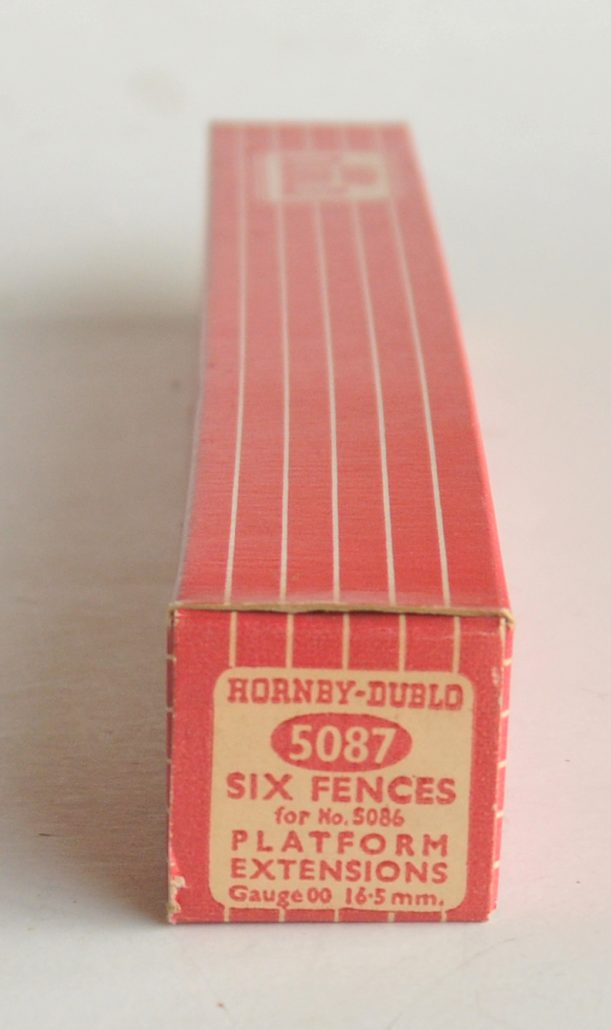 HORNBY-DUBLO
5087
SIX FENCES
for No. 5086
PLATFORM
EXTENSIONS
Gauge 00 16·5 mm.